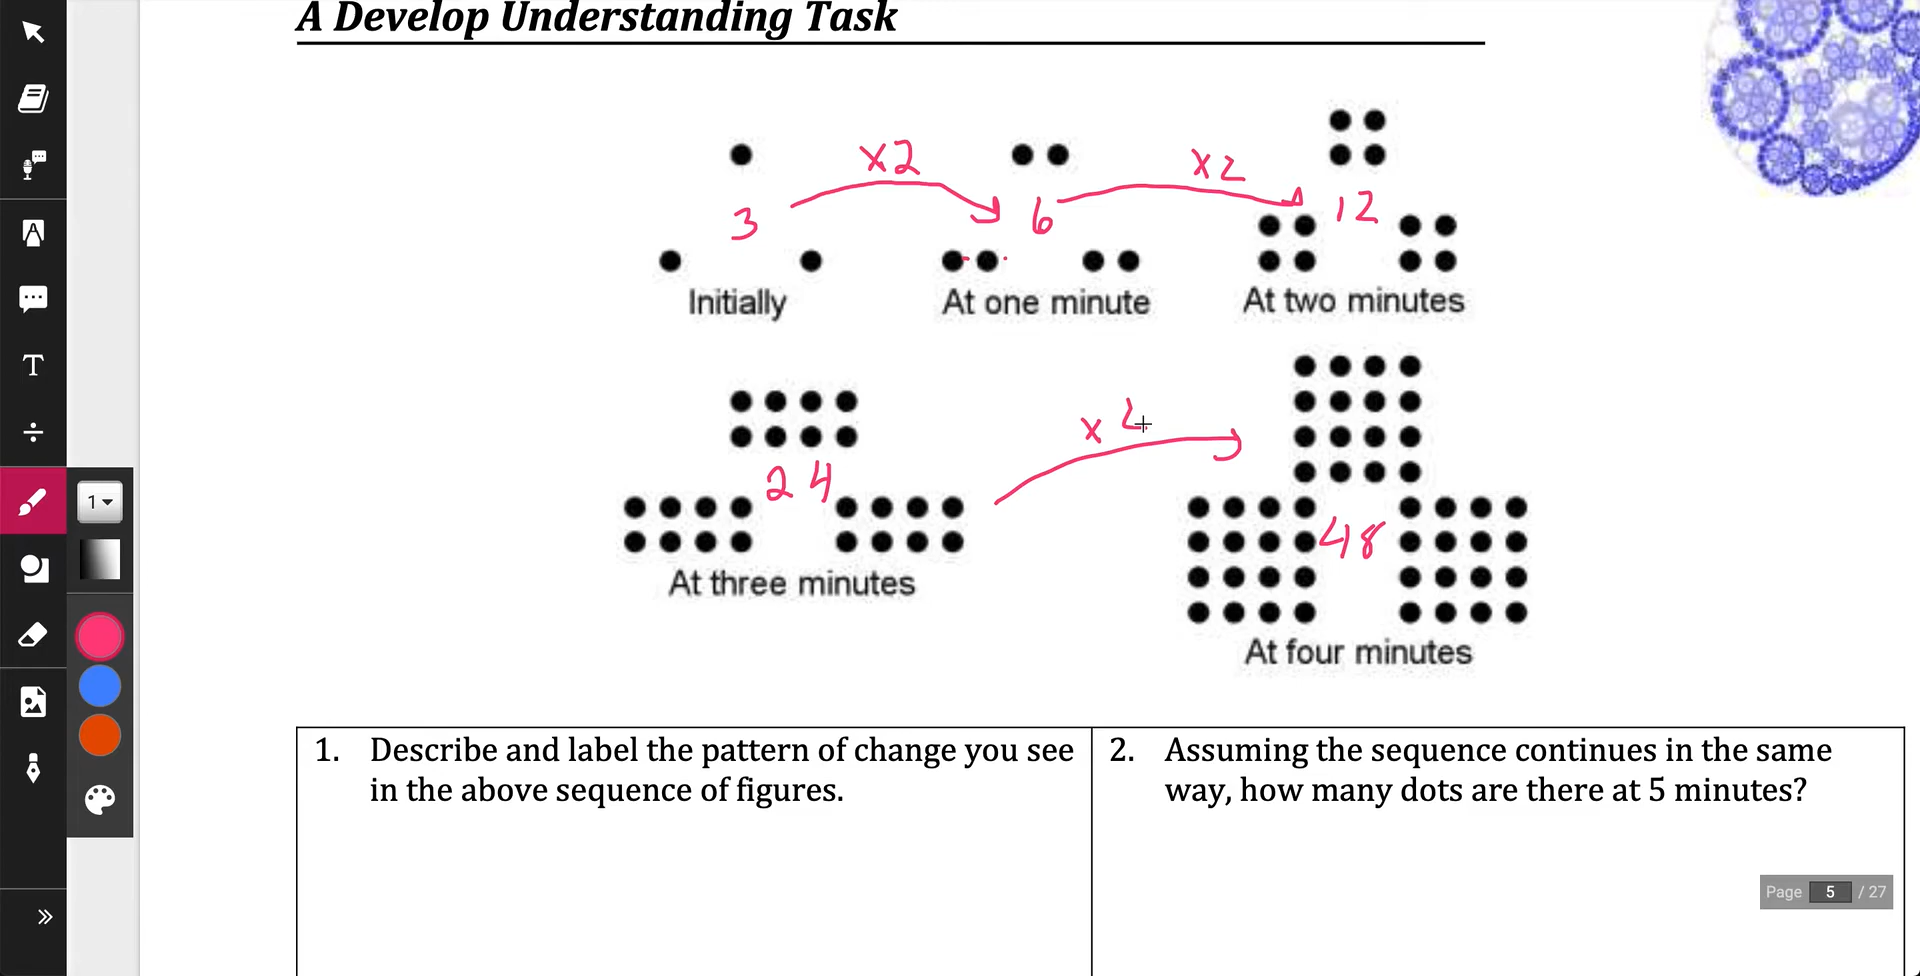 A Develop Understanding Task
x2
x2
3
6
12
Initially
At one minute
At two minutes
x
24
48
At three minutes
At four minutes
1. Describe and label the pattern of change you see
in the above sequence of figures.
2. Assuming the sequence continues in the same
way, how many dots are there at 5 minutes?
T
1
Page 5 / 27